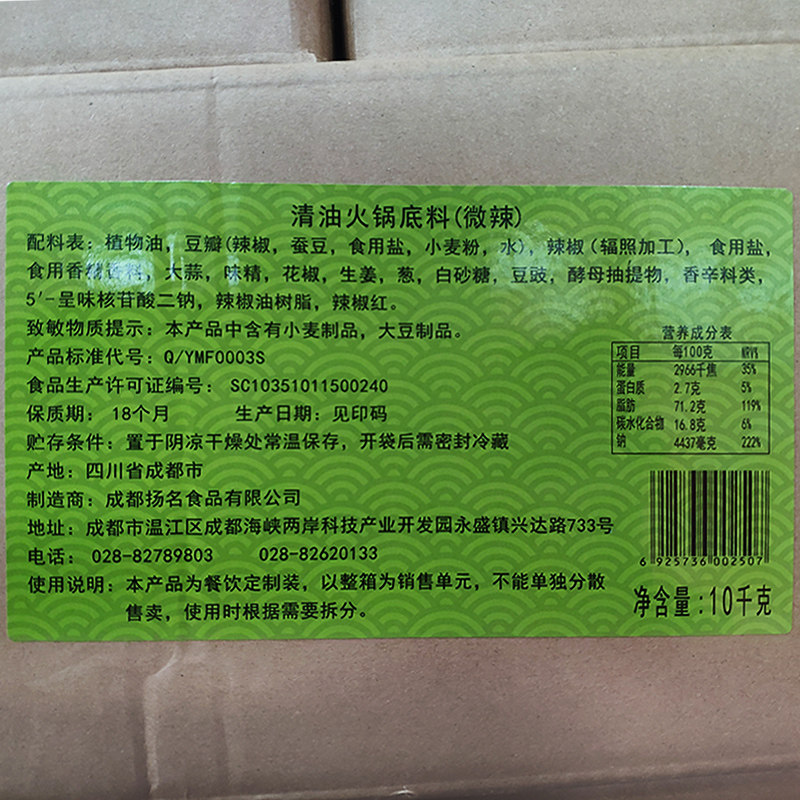 清油火锅底料(微辣)
配料表：植物油，豆瓣(辣椒，蚕豆，食用盐，小麦粉，水)，辣椒（辐照加工)， 食用盐，
食用香料，大蒜，味精，花椒，生姜，葱，白砂糖，豆豉，酵母抽提物，香辛料类，
5′-呈味核苷酸二钠，辣椒油树脂，辣椒红。
致敏物质提示：本产品中含有小麦制品，大豆制品。
产品标准代号：Q/YMF0003S
食品生产许可证编号： SC10351011500240
保质期： 18个月 生产日期：见印码
贮存条件：置于阴凉干燥处常温保存，开袋后需密封冷藏
产地：四川省成都市
制造商：成都扬名食品有限公司
地址：成都市温江区成都海峡两岸科技产业开发园永盛镇兴达路733号
电话： 028-82789803 028-82620133
使用说明：本产品为餐饮定制装，以整箱为销售单元，不能单独分散
售卖，使用时根据需要拆分。
营养成分表
项目 每100克 NRV%
能量 2966千焦 35%
蛋白质 2.7克 5%
脂肪 71.2克 119%
碳水化合物 16.8克 6%
钠 4437毫克 222%
6 925736 002507
净含量：10千克